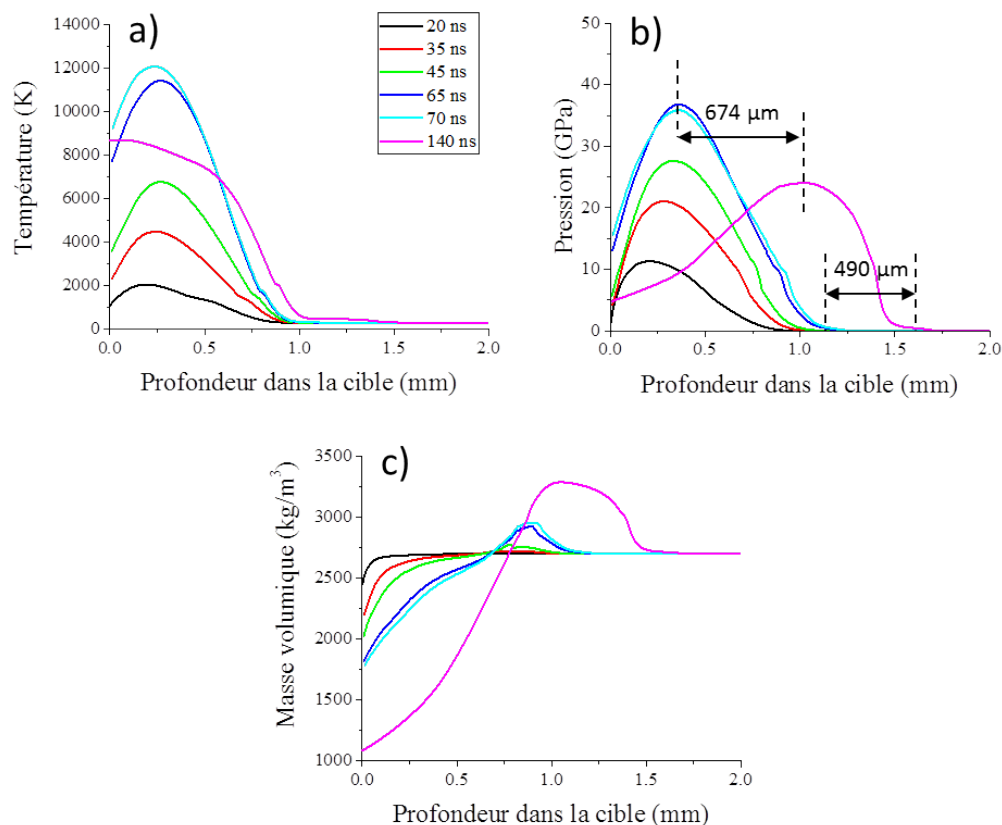 a)
14000
12000
10000
8000
6000
4000
2000
0
Température (K)
0.0 0.5 1.0 1.5 2.0
Profondeur dans la cible (mm)
20 ns
35 ns
45 ns
65 ns
70 ns
140 ns
b)
50
40
30
20
10
0
Pression (GPa)
674 µm
490 µm
0.0 0.5 1.0 1.5 2.0
Profondeur dans la cible (mm)
c)
3500
3000
2500
2000
1500
1000
Masse volumique (kg/m³)
0.0 0.5 1.0 1.5 2.0
Profondeur dans la cible (mm)